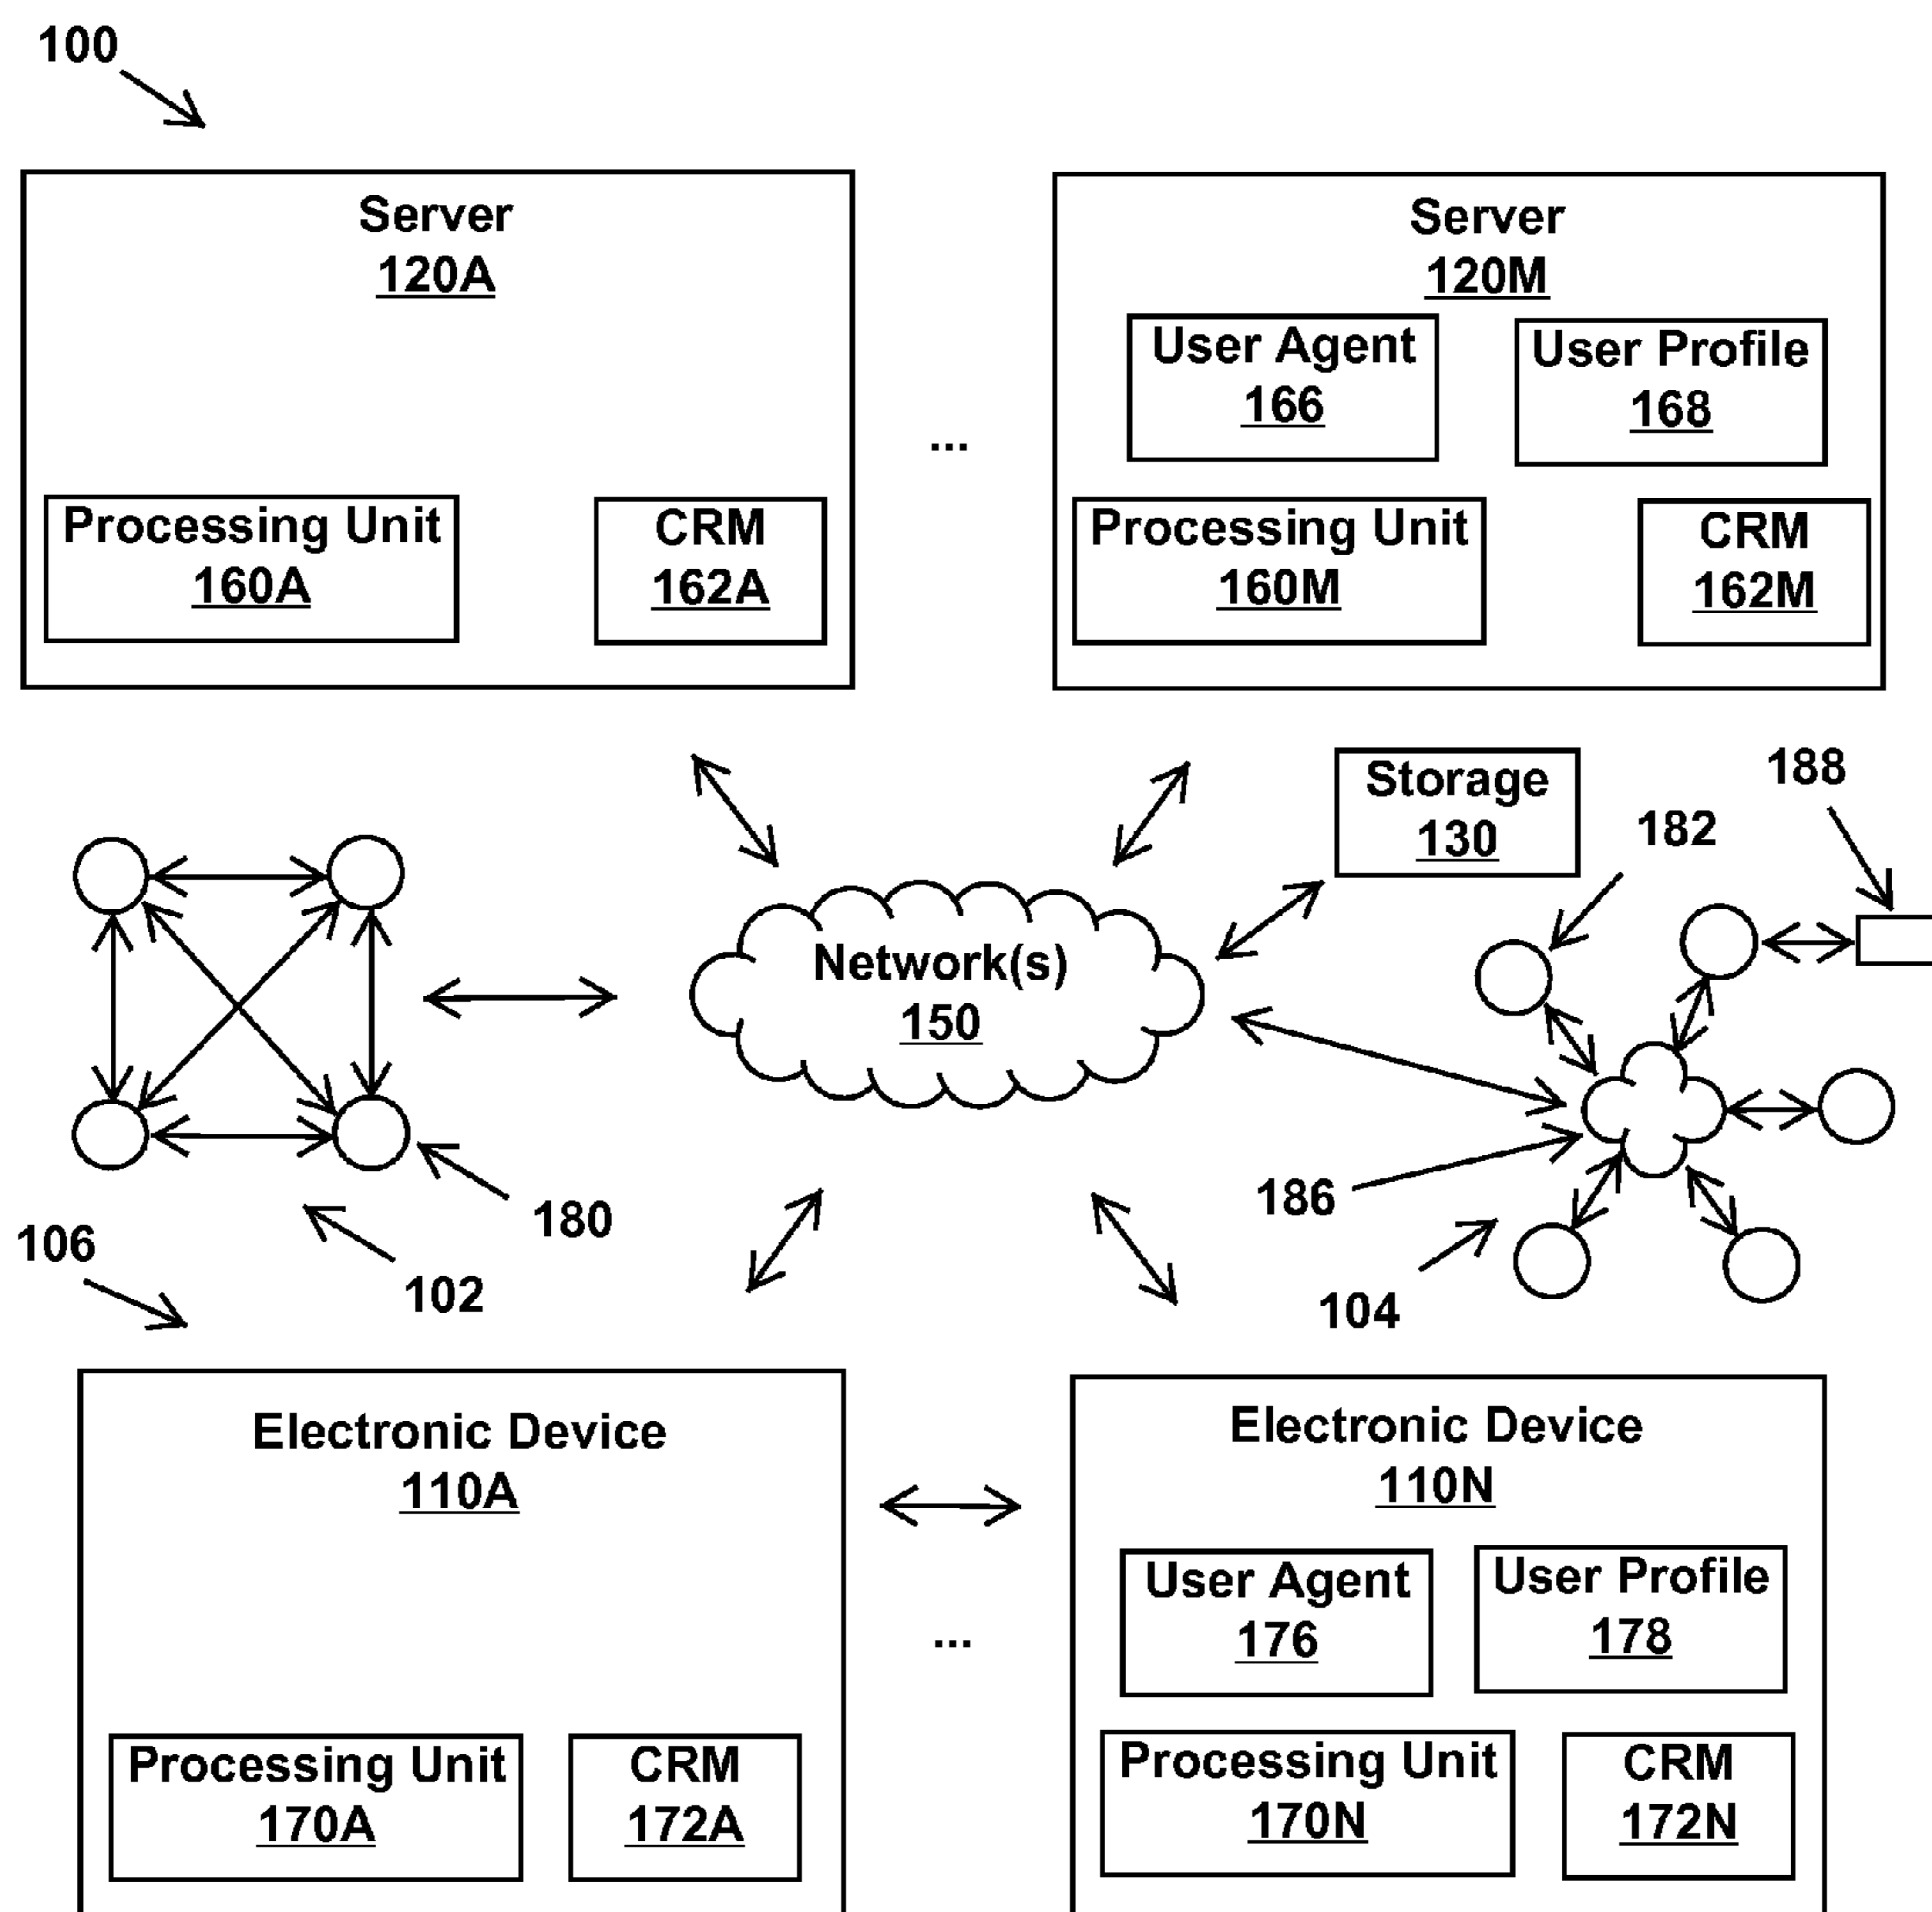 100
Server
120A
Processing Unit
160A
CRM
162A
...
Server
120M
User Agent
166
User Profile
168
Processing Unit
160M
CRM
162M
Storage
130
188
182
Network(s)
150
180
102
106
186
104
Electronic Device
110A
Processing Unit
170A
CRM
172A
...
Electronic Device
110N
User Agent
176
User Profile
178
Processing Unit
170N
CRM
172N